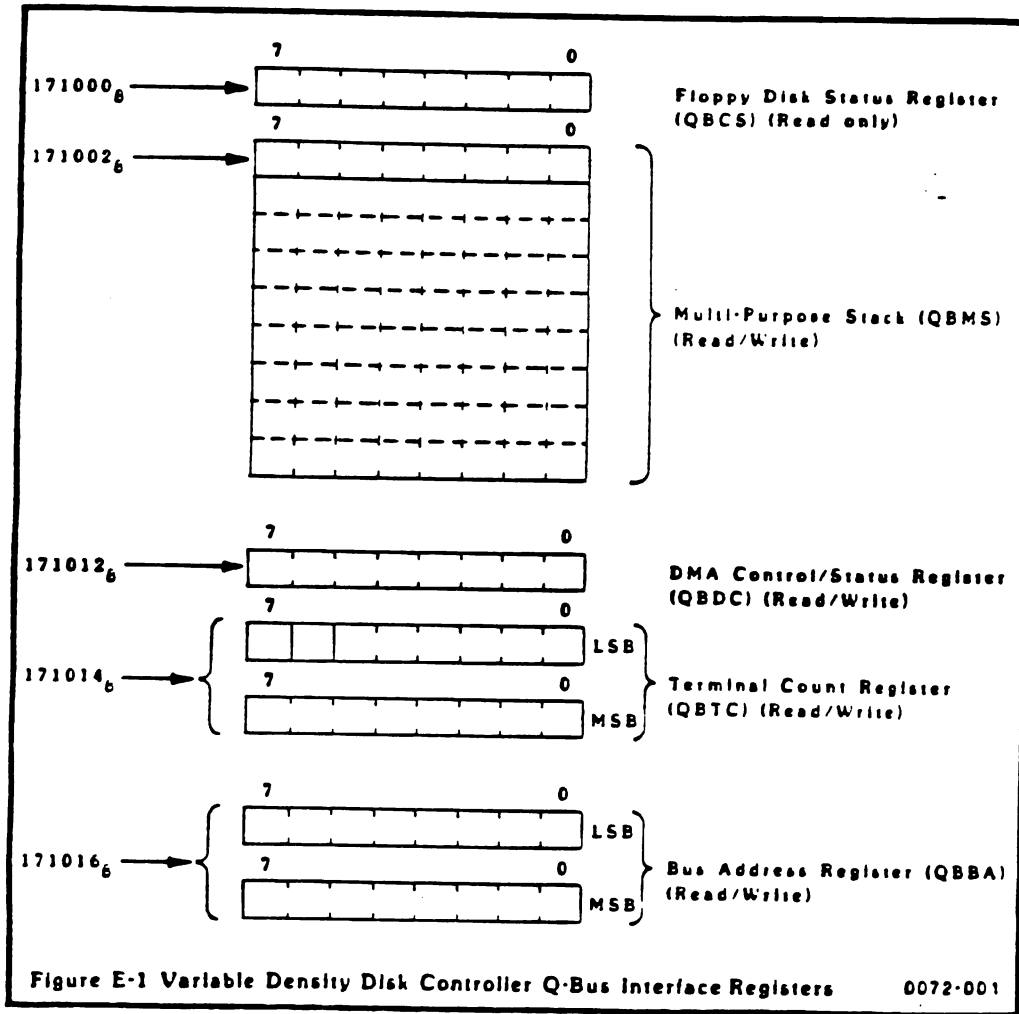 7 0
171000₈ Floppy Disk Status Register
(QBCS) (Read only)
7 0
171002₈
Multi-Purpose Stack (QBMS)
(Read/Write)
7 0
171012₈ DMA Control/Status Register
(QBDC) (Read/Write)
7 0
LSB
171014₈ Terminal Count Register
(QBTC) (Read/Write)
7 0
MSB
7 0
LSB
171016₈ Bus Address Register (QBBA)
(Read/Write)
7 0
MSB
Figure E-1 Variable Density Disk Controller Q-Bus Interface Registers 0072-001